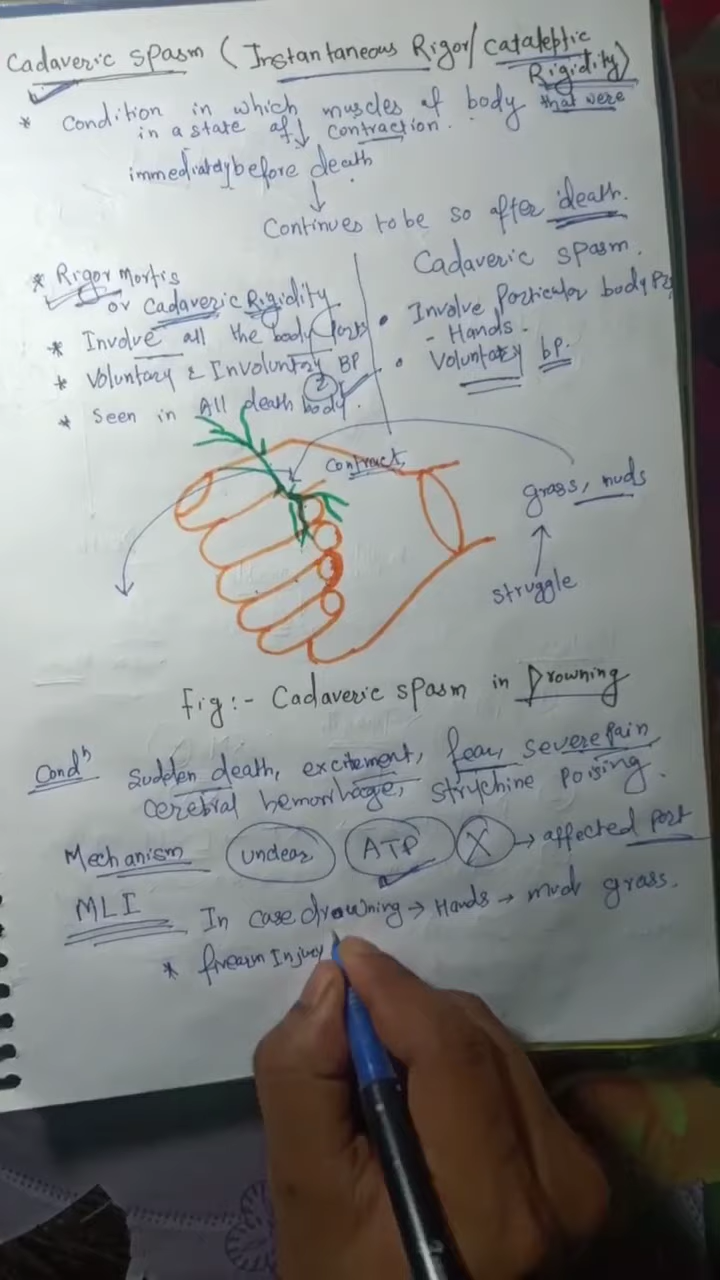 Cadaveric spasm (Instantaneous Rigor/Cataleptic
Rigidity)
* Condition in which muscles of body that were
in a state of contraction.
immediately before death
Continues to be so after death.
* Rigor Mortis
or Cadaveric Rigidity
* Involve all the body parts
* Voluntary & Involuntary BP
* Seen in All death body.
Cadaveric spasm.
• Involve Particular body
- Hands.
• Voluntary bp.
contract,
grass, muds
struggle
Fig:- Cadaveric spasm in Drowning
Condn Sudden death, excitement, fear, severe pain
cerebral hemorrhage, strychine poising.
Mechanism unclear ATP X → affected part
MLI In case drowning → Hands → mud grass.
* firearm Injury